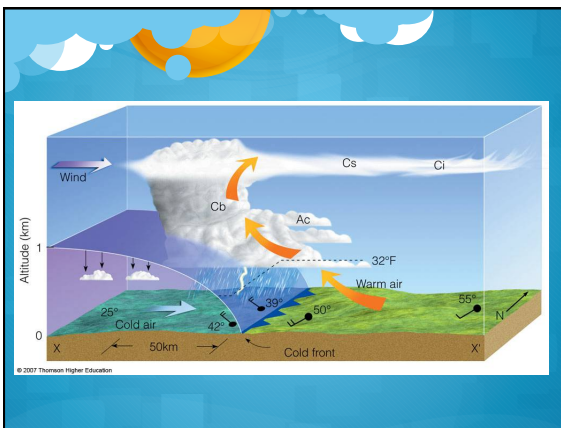 Wind
Cs
Ci
Cb
Ac
Altitude (km)
1
32°F
Warm air
25°
Cold air
39°
42°
50°
55°
N
0
X
50km
Cold front
X'
© 2007 Thomson Higher Education